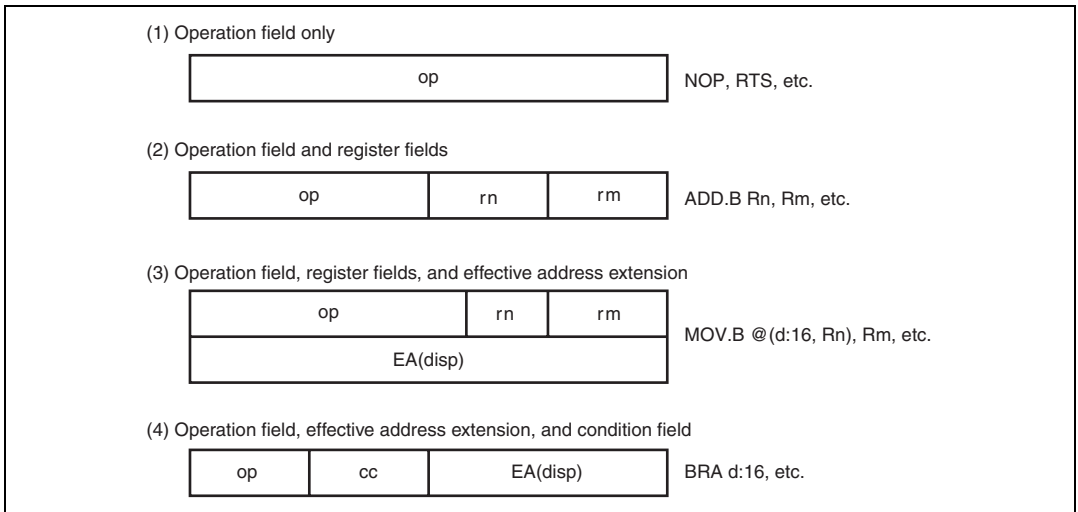 (1) Operation field only
op
NOP, RTS, etc.
(2) Operation field and register fields
op rn rm
ADD.B Rn, Rm, etc.
(3) Operation field, register fields, and effective address extension
op rn rm
EA(disp)
MOV.B @(d:16, Rn), Rm, etc.
(4) Operation field, effective address extension, and condition field
op cc EA(disp)
BRA d:16, etc.